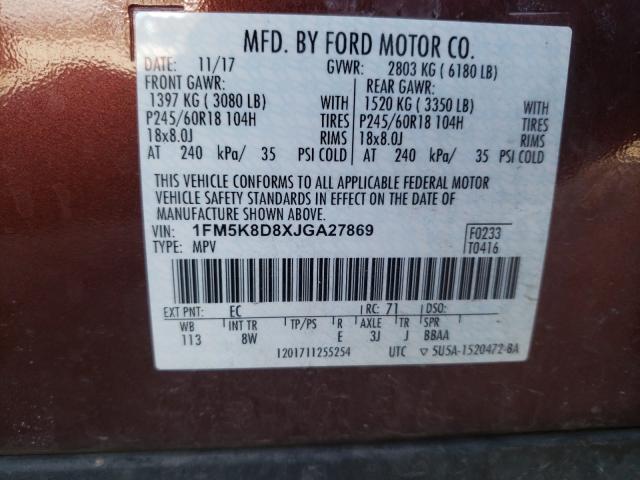 MFD. BY FORD MOTOR CO.
DATE: 11/17 GVWR: 2803 KG ( 6180 LB)
FRONT GAWR: REAR GAWR:
1397 KG ( 3080 LB) WITH 1520 KG ( 3350 LB) WITH
P245/60R18 104H TIRES P245/60R18 104H TIRES
18x8.0J RIMS 18x8.0J RIMS
AT 240 kPa/ 35 PSI COLD AT 240 kPa/ 35 PSI COLD
THIS VEHICLE CONFORMS TO ALL APPLICABLE FEDERAL MOTOR
VEHICLE SAFETY STANDARDS IN EFFECT ON THE DATE OF
MANUFACTURE SHOWN ABOVE.
VIN: 1FM5K8D8XJGA27869 F0233
TYPE: MPV T0416
EXT PNT: EC RC: 71 DSO:
WB INT TR TP/PS R AXLE TR SPR
113 8W E 3J J BBAA
1201711255254 UTC ▽ 5U5A-1520472-BA